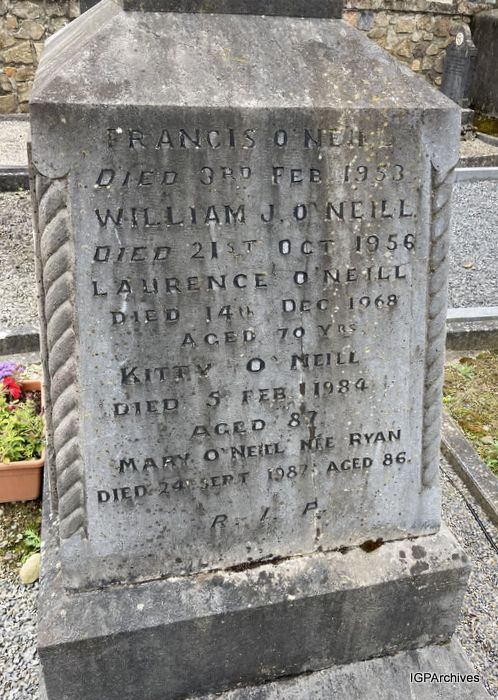 FRANCIS O'NEILL
DIED 3RD FEB 1953
WILLIAM J. O'NEILL
DIED 21ST OCT 1956
LAURENCE O'NEILL
DIED 14TH DEC 1968
AGED 70 YRS
KITTY O'NEILL
DIED 5 FEB 1984
AGED 87
MARY O'NEILL NÉE RYAN
DIED 24 SEPT 1987 AGED 86.
R.I.P.
IGPArchives